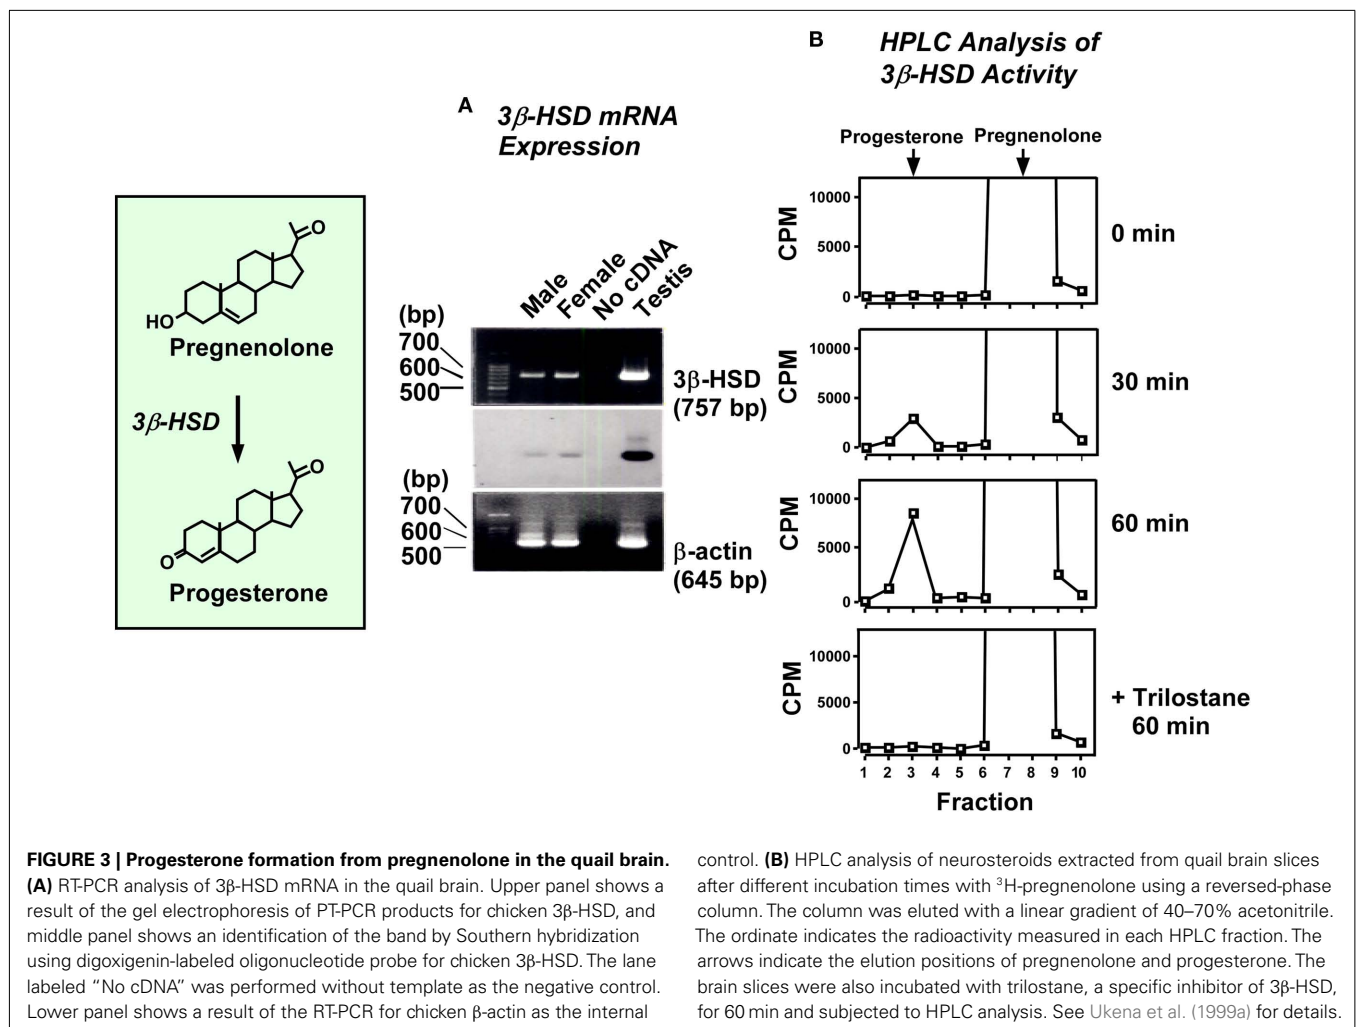 HO
O
Pregnenolone
3β-HSD
O
O
Progesterone
A
3β-HSD mRNA
Expression
Male
Female
No cDNA
Testis
(bp)
700
600
500
3β-HSD
(757 bp)
(bp)
700
600
500
β-actin
(645 bp)
B
HPLC Analysis of
3β-HSD Activity
Progesterone Pregnenolone
CPM
10000
5000
0
0 min
CPM
10000
5000
0
30 min
CPM
10000
5000
0
60 min
1 2 3 4 5 6 7 8 9 10
CPM
10000
5000
0
+ Trilostane
60 min
1 2 3 4 5 6 7 8 9 10
Fraction
FIGURE 3 | Progesterone formation from pregnenolone in the quail brain.
(A) RT-PCR analysis of 3β-HSD mRNA in the quail brain. Upper panel shows a
result of the gel electrophoresis of PT-PCR products for chicken 3β-HSD, and
middle panel shows an identification of the band by Southern hybridization
using digoxigenin-labeled oligonucleotide probe for chicken 3β-HSD. The lane
labeled “No cDNA” was performed without template as the negative control.
Lower panel shows a result of the RT-PCR for chicken β-actin as the internal
control. (B) HPLC analysis of neurosteroids extracted from quail brain slices
after different incubation times with ³H-pregnenolone using a reversed-phase
column. The column was eluted with a linear gradient of 40–70% acetonitrile.
The ordinate indicates the radioactivity measured in each HPLC fraction. The
arrows indicate the elution positions of pregnenolone and progesterone. The
brain slices were also incubated with trilostane, a specific inhibitor of 3β-HSD,
for 60 min and subjected to HPLC analysis. See Ukena et al. (1999a) for details.